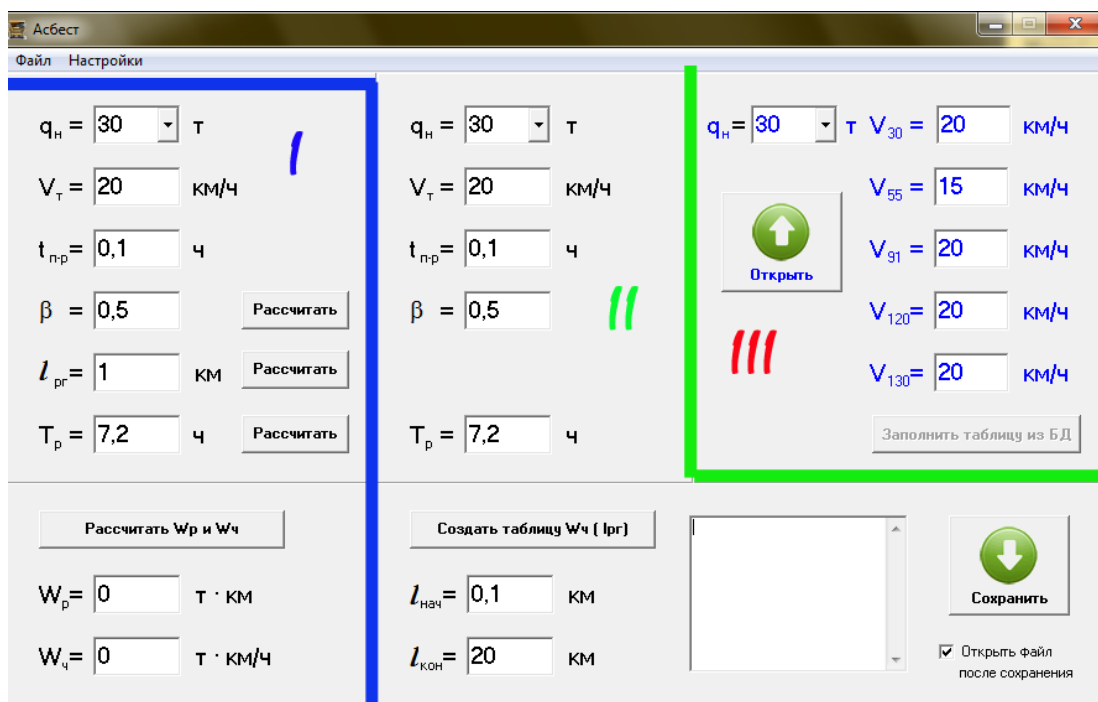 Асбест
Файл Настройки
qн = 30 т
Vт = 20 км/ч
t п-р= 0,1 ч
β = 0,5 Рассчитать
l рг= 1 км Рассчитать
Tр = 7,2 ч Рассчитать
I
Рассчитать Wр и Wч
Wр= 0 т · км
Wч= 0 т · км/ч
qн = 30 т
Vт = 20 км/ч
t п-р= 0,1 ч
β = 0,5
II
Tр = 7,2 ч
Создать таблицу Wч ( lрг)
lнач= 0,1 км
lкон= 20 км
qн= 30 т
Открыть
III
V30 = 20 км/ч
V55 = 15 км/ч
V91 = 20 км/ч
V120= 20 км/ч
V130= 20 км/ч
Заполнить таблицу из БД
Сохранить
Открыть файл
после сохранения